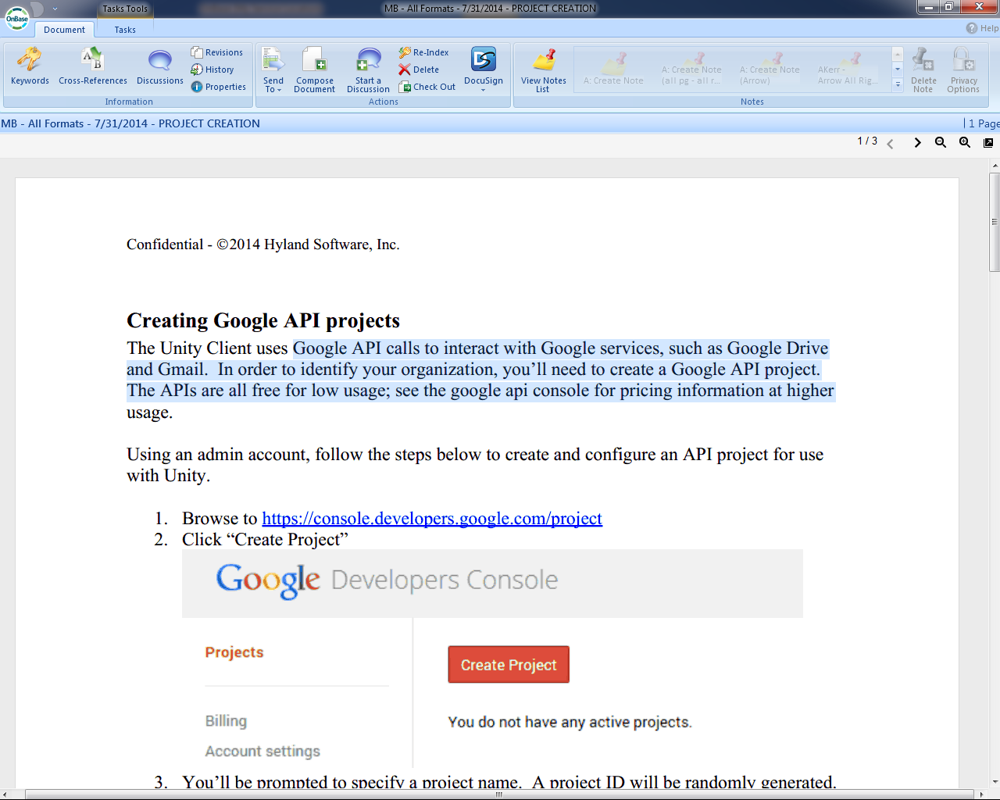 Tasks Tools
MB - All Formats - 7/31/2014 - PROJECT CREATION
OnBase
Document
Tasks
Help
Keywords
Cross-References
Discussions
Revisions
History
Properties
Information
Send To
Compose Document
Start a Discussion
Re-Index
Delete
Check Out
DocuSign
Actions
View Notes List
A: Create Note
A: Create Note (all pg - all r...
A: Create Note (Arrow)
AKerr - Arrow All Rig...
Delete Note
Privacy Options
Notes
MB - All Formats - 7/31/2014 - PROJECT CREATION
| 1 Page
1 / 3
Confidential - ©2014 Hyland Software, Inc.
Creating Google API projects
The Unity Client uses Google API calls to interact with Google services, such as Google Drive
and Gmail. In order to identify your organization, you’ll need to create a Google API project.
The APIs are all free for low usage; see the google api console for pricing information at higher
usage.
Using an admin account, follow the steps below to create and configure an API project for use
with Unity.
1. Browse to https://console.developers.google.com/project
2. Click “Create Project”
Google Developers Console
Projects
Create Project
Billing
You do not have any active projects.
Account settings
3. You’ll be prompted to specify a project name. A project ID will be randomly generated.